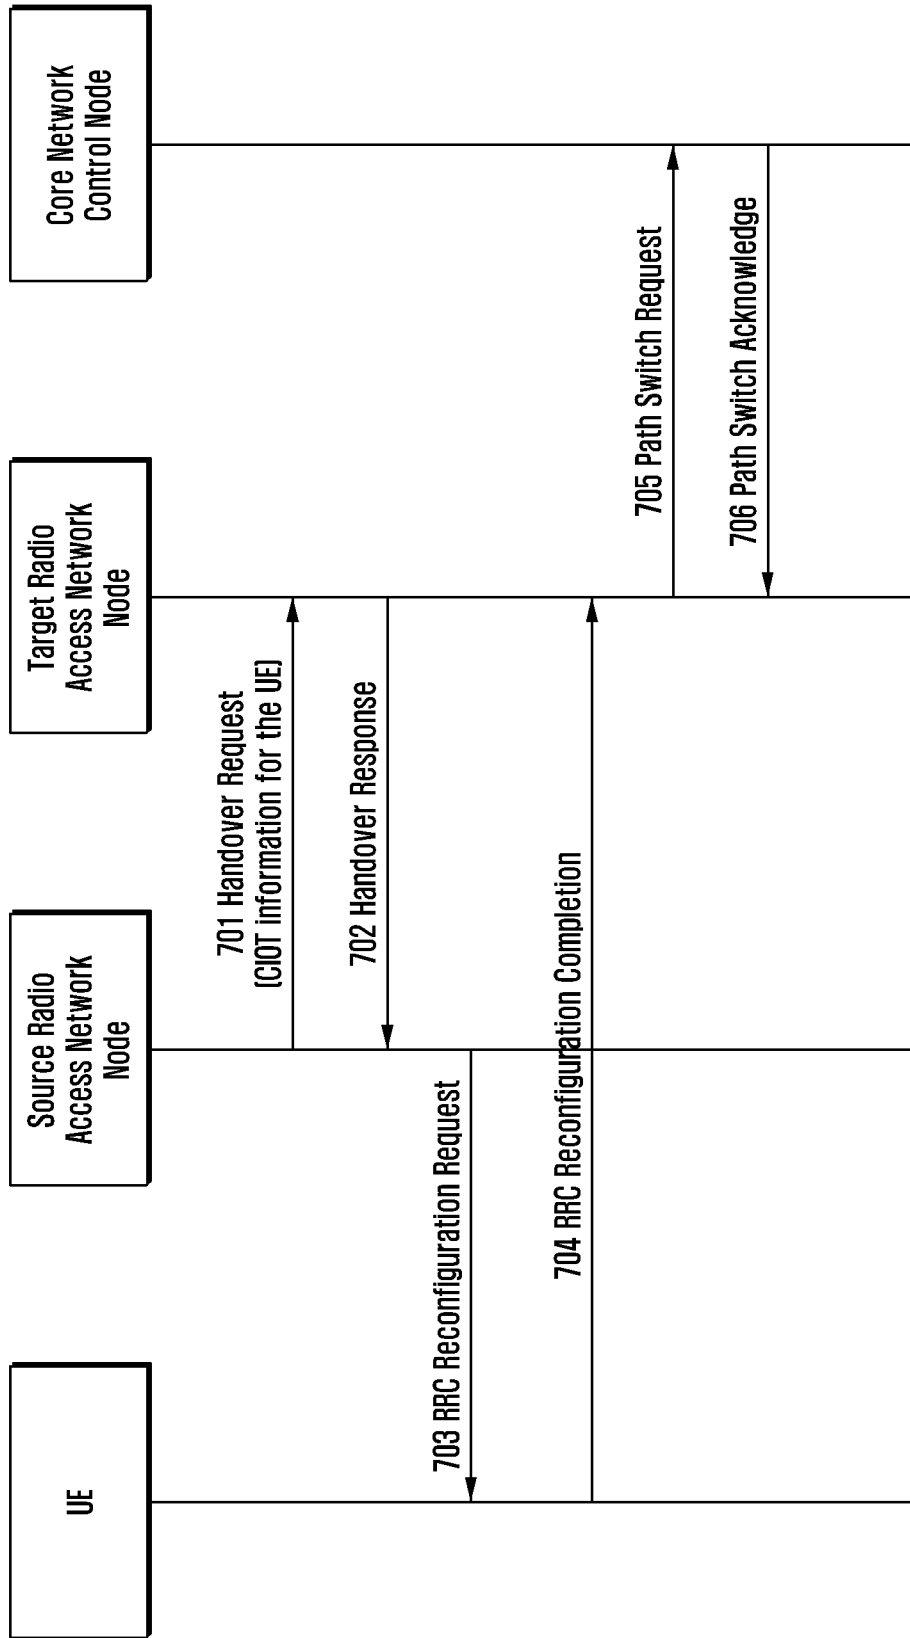 UE
Source Radio
Access Network
Node
Target Radio
Access Network
Node
Core Network
Control Node
701 Handover Request
(CIOT information for the UE)
702 Handover Response
703 RRC Reconfiguration Request
704 RRC Reconfiguration Completion
705 Path Switch Request
706 Path Switch Acknowledge